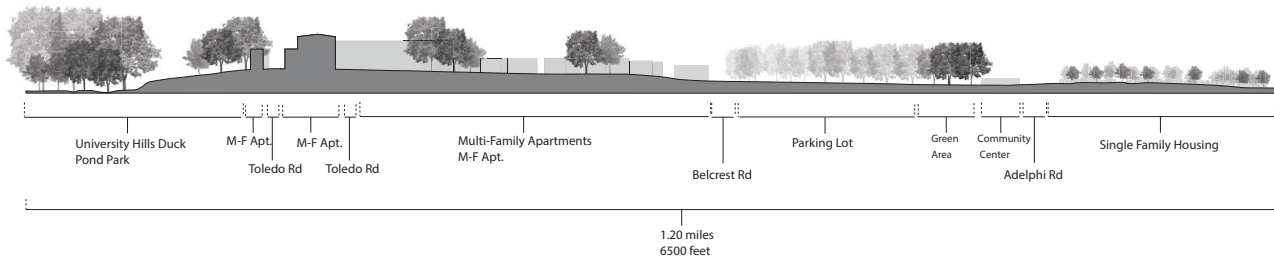 University Hills Duck
Pond Park
M-F Apt.
Toledo Rd
M-F Apt.
Toledo Rd
Multi-Family Apartments
M-F Apt.
Belcrest Rd
Parking Lot
Green
Area
Community
Center
Adelphi Rd
Single Family Housing
1.20 miles
6500 feet